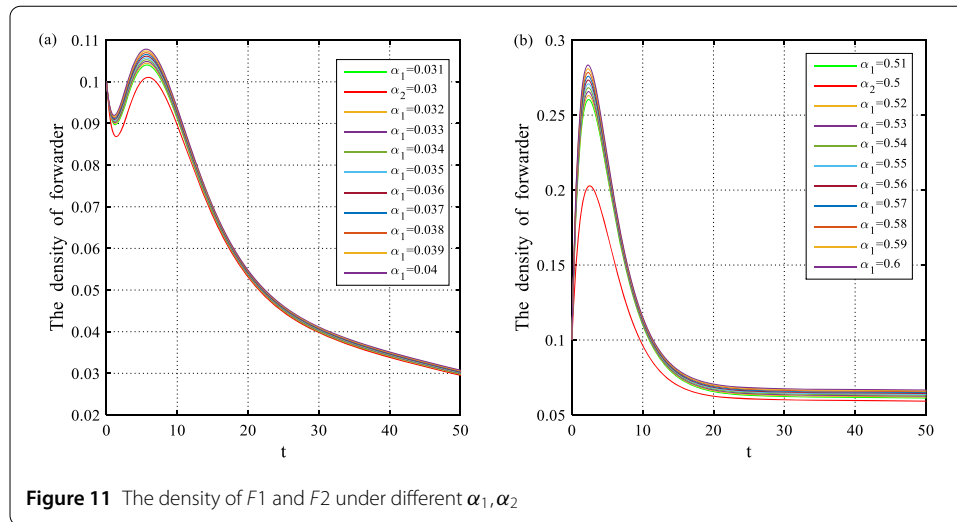 (a)
The density of forwarder
0.11
0.1
0.09
0.08
0.07
0.06
0.05
0.04
0.03
0.02
0 10 20 30 40 50
t
α1=0.031
α2=0.03
α1=0.032
α1=0.033
α1=0.034
α1=0.035
α1=0.036
α1=0.037
α1=0.038
α1=0.039
α1=0.04
(b)
The density of forwarder
0.3
0.25
0.2
0.15
0.1
0.05
0 10 20 30 40 50
t
α1=0.51
α2=0.5
α1=0.52
α1=0.53
α1=0.54
α1=0.55
α1=0.56
α1=0.57
α1=0.58
α1=0.59
α1=0.6
Figure 11 The density of F1 and F2 under different α1,α2